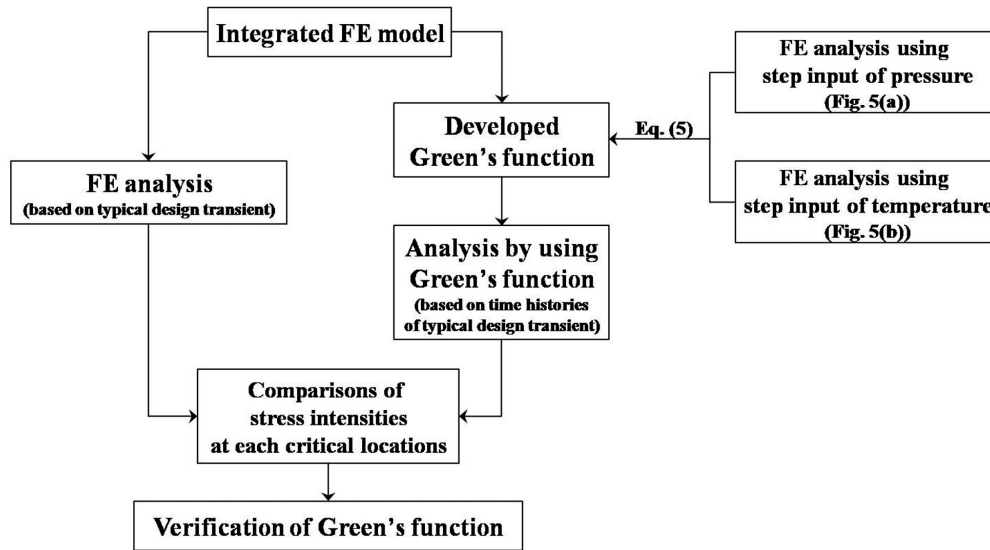 Integrated FE model
FE analysis using
step input of pressure
(Fig. 5(a))
Developed
Green's function
Eq. (5)
FE analysis
(based on typical design transient)
FE analysis using
step input of temperature
(Fig. 5(b))
Analysis by using
Green's function
(based on time histories
of typical design transient)
Comparisons of
stress intensities
at each critical locations
Verification of Green's function